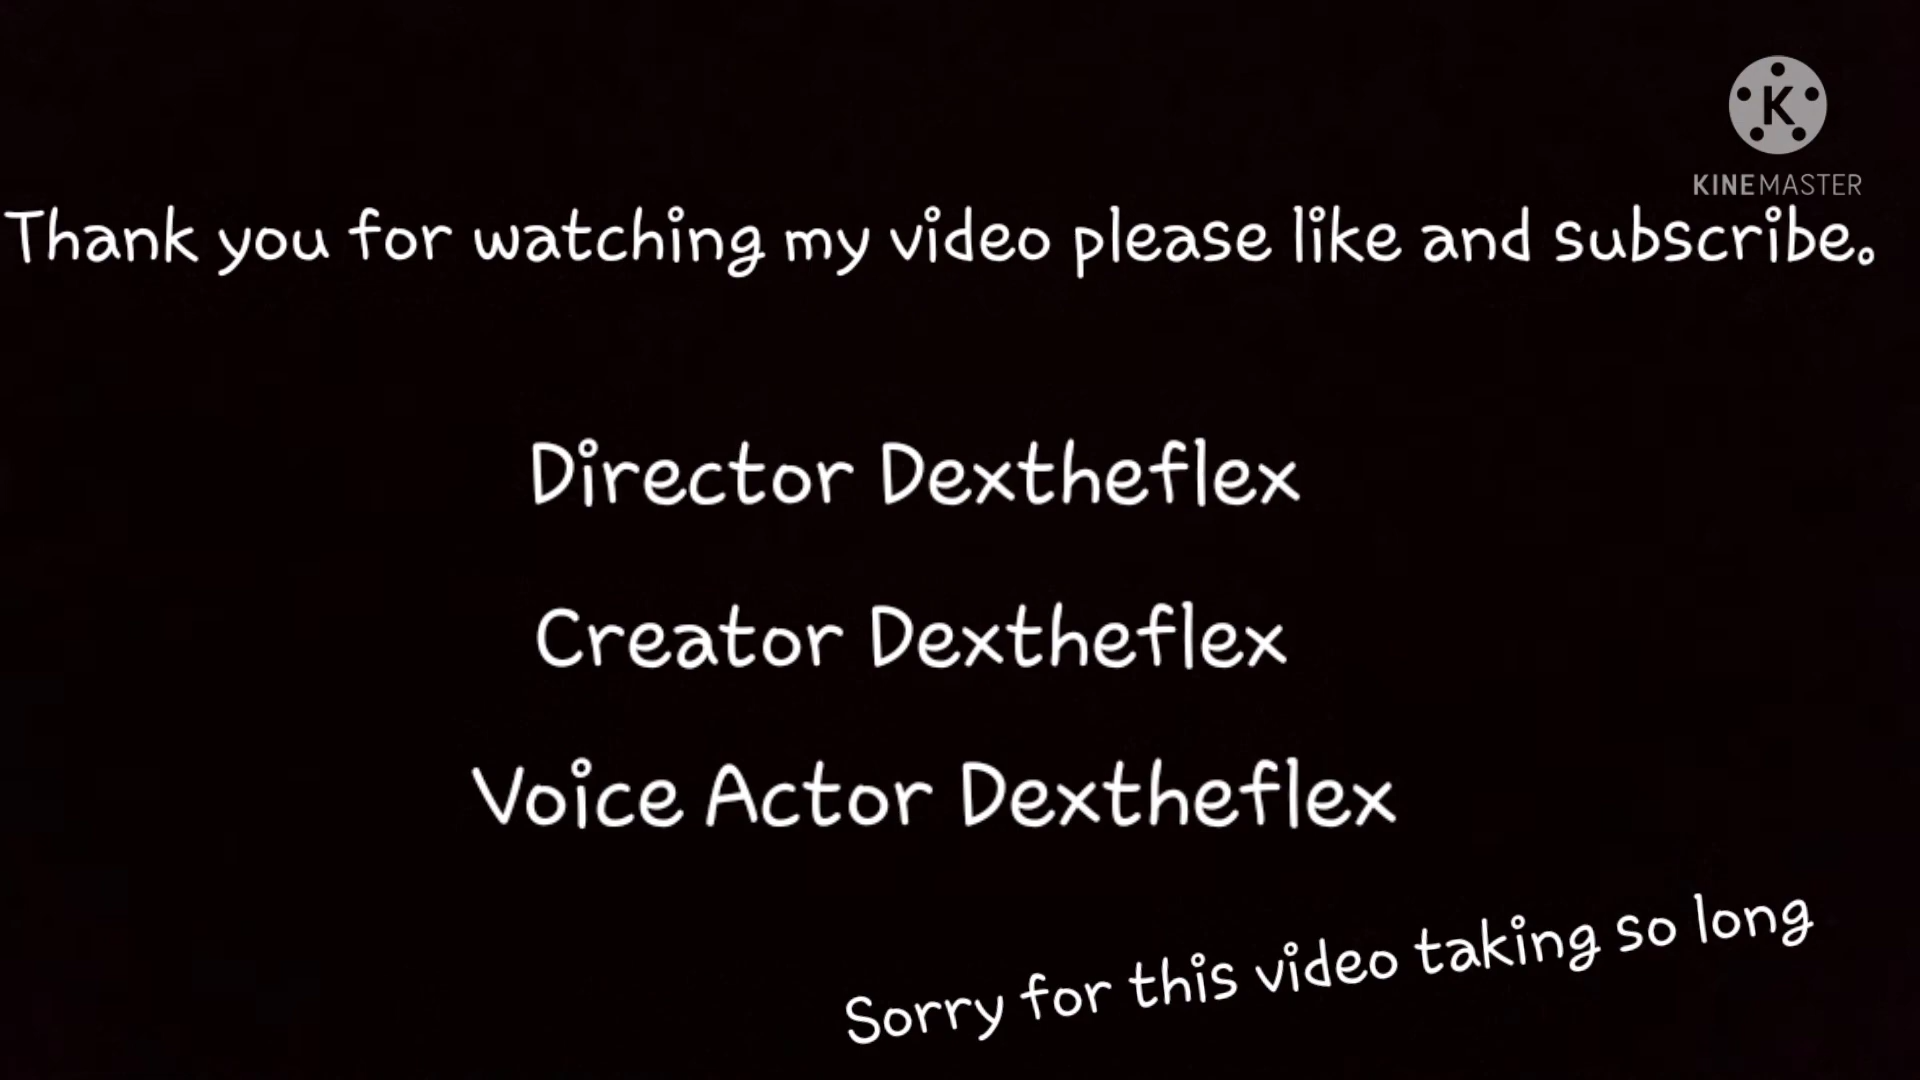 K
KINEMASTER
Thank you for watching my video please like and subscribe.
Director Dextheflex
Creator Dextheflex
Voice Actor Dextheflex
Sorry for this video taking so long